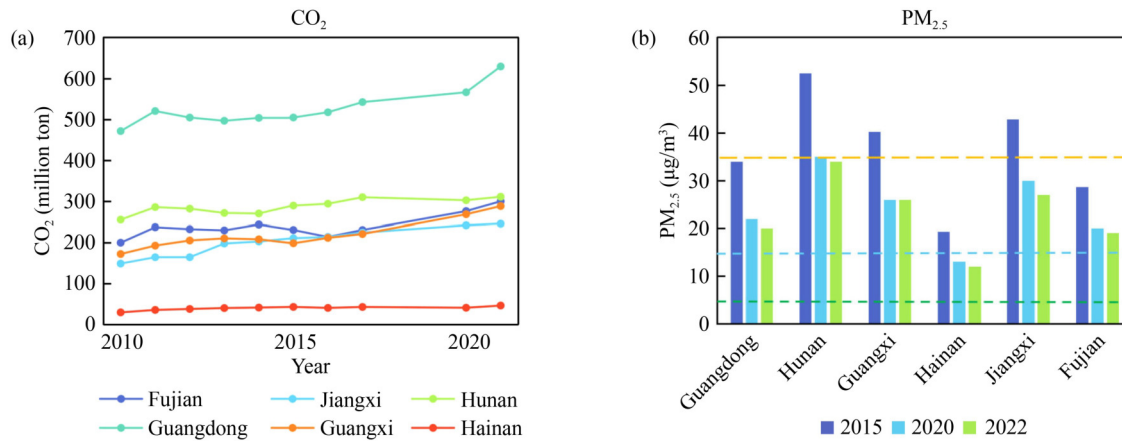 (a)
CO₂
CO₂ (million ton)
700
600
500
400
300
200
100
0
2010
2015
2020
Year
Fujian
Jiangxi
Hunan
Guangdong
Guangxi
Hainan
(b)
PM₂.₅
PM₂.₅ (μg/m³)
60
50
40
30
20
10
0
Guangdong
Hunan
Guangxi
Hainan
Jiangxi
Fujian
2015
2020
2022